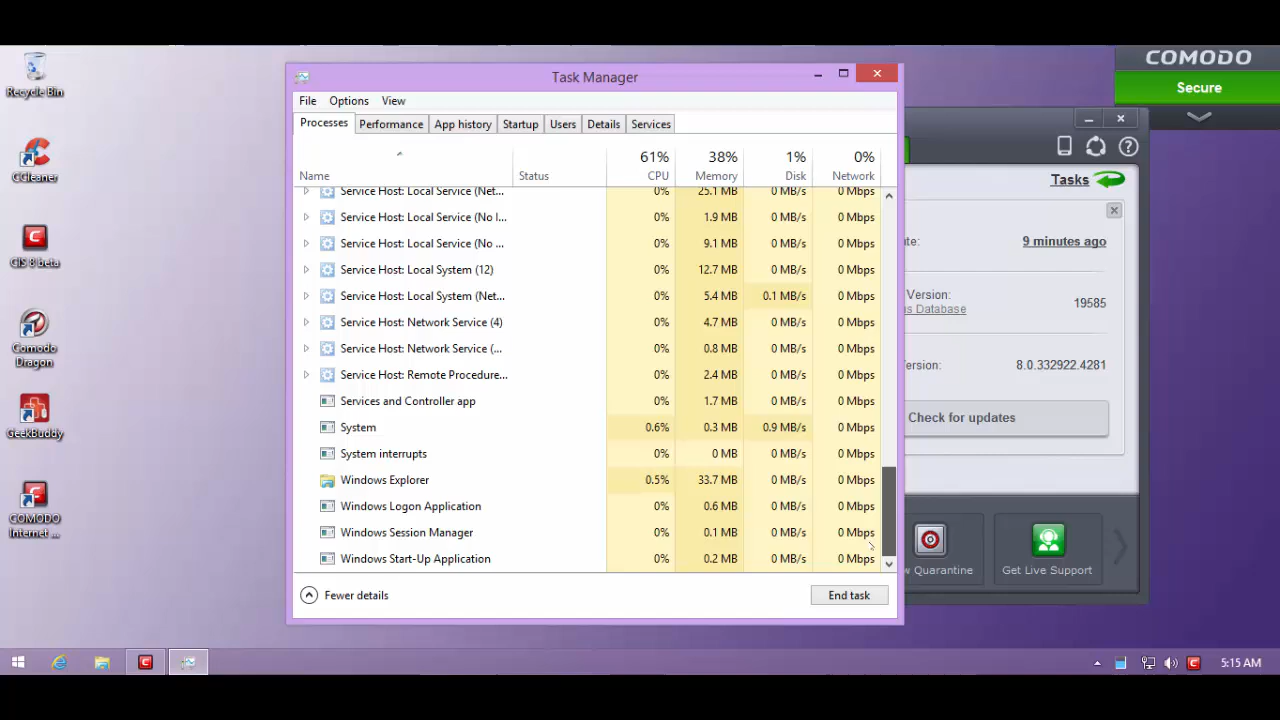 Recycle Bin
CCleaner
CIS 8 beta
Comodo
Dragon
GeekBuddy
COMODO
Internet ...
Task Manager
File Options View
Processes Performance App history Startup Users Details Services
61% 38% 1% 0%
Name Status CPU Memory Disk Network
Service Host: Local Service (Net... 0% 25.1 MB 0 MB/s 0 Mbps
Service Host: Local Service (No I... 0% 1.9 MB 0 MB/s 0 Mbps
Service Host: Local Service (No ... 0% 9.1 MB 0 MB/s 0 Mbps
Service Host: Local System (12) 0% 12.7 MB 0 MB/s 0 Mbps
Service Host: Local System (Net... 0% 5.4 MB 0.1 MB/s 0 Mbps
Service Host: Network Service (4) 0% 4.7 MB 0 MB/s 0 Mbps
Service Host: Network Service (... 0% 0.8 MB 0 MB/s 0 Mbps
Service Host: Remote Procedure... 0% 2.4 MB 0 MB/s 0 Mbps
Services and Controller app 0% 1.7 MB 0 MB/s 0 Mbps
System 0.6% 0.3 MB 0.9 MB/s 0 Mbps
System interrupts 0% 0 MB 0 MB/s 0 Mbps
Windows Explorer 0.5% 33.7 MB 0 MB/s 0 Mbps
Windows Logon Application 0% 0.6 MB 0 MB/s 0 Mbps
Windows Session Manager 0% 0.1 MB 0 MB/s 0 Mbps
Windows Start-Up Application 0% 0.2 MB 0 MB/s 0 Mbps
Fewer details End task
COMODO
Secure
Tasks
te: 9 minutes ago
Version: 19585
s Database
ersion: 8.0.332922.4281
Check for updates
w Quarantine Get Live Support
5:15 AM